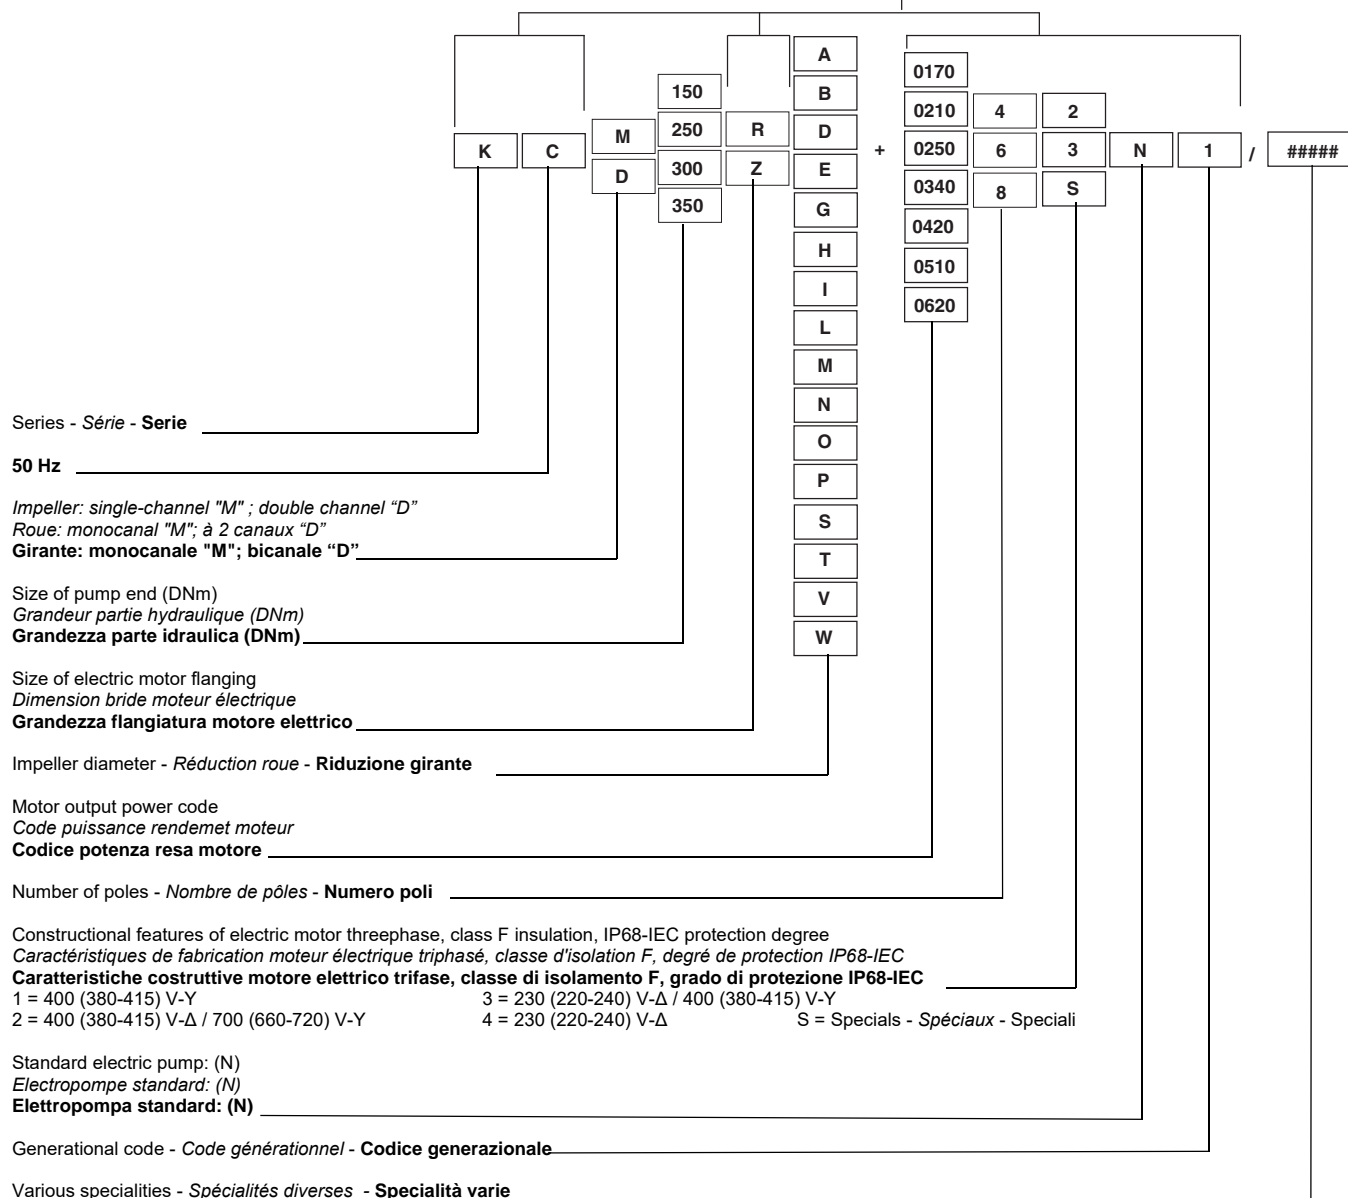 A
0170
150
B
0210
4
2
M
250
R
D
K
C
+
0250
6
3
N
1
/
#####
D
300
Z
E
0340
8
S
350
G
0420
H
0510
I
0620
L
M
N
O
P
S
T
V
W
Series - Série - Serie
50 Hz
Impeller: single-channel "M" ; double channel “D”
Roue: monocanal "M"; à 2 canaux “D”
Girante: monocanale "M"; bicanale “D”
Size of pump end (DNm)
Grandeur partie hydraulique (DNm)
Grandezza parte idraulica (DNm)
Size of electric motor flanging
Dimension bride moteur électrique
Grandezza flangiatura motore elettrico
Impeller diameter - Réduction roue - Riduzione girante
Motor output power code
Code puissance rendemet moteur
Codice potenza resa motore
Number of poles - Nombre de pôles - Numero poli
Constructional features of electric motor threephase, class F insulation, IP68-IEC protection degree
Caractéristiques de fabrication moteur électrique triphasé, classe d'isolation F, degré de protection IP68-IEC
Caratteristiche costruttive motore elettrico trifase, classe di isolamento F, grado di protezione IP68-IEC
1 = 400 (380-415) V-Y 3 = 230 (220-240) V-Δ / 400 (380-415) V-Y
2 = 400 (380-415) V-Δ / 700 (660-720) V-Y 4 = 230 (220-240) V-Δ S = Specials - Spéciaux - Speciali
Standard electric pump: (N)
Electropompe standard: (N)
Elettropompa standard: (N)
Generational code - Code générationnel - Codice generazionale
Various specialities - Spécialités diverses - Specialità varie